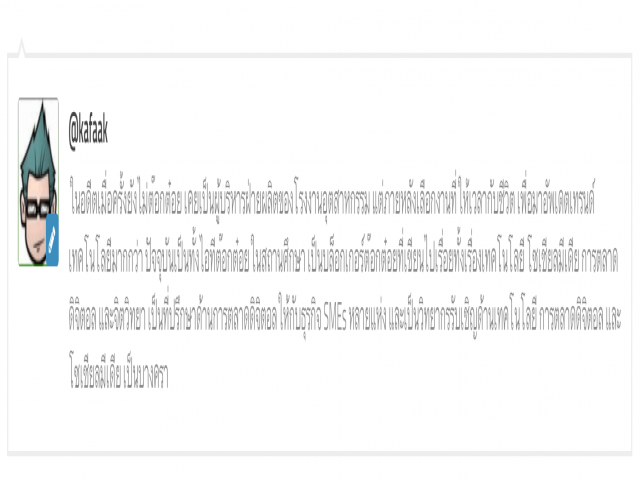 @kafaak
ในอดีตเมื่อครั้งยังไม่ต๊อกต๋อย เคยเป็นผู้บริหารฝ่ายผลิตของโรงงานอุตสาหกรรม แต่ภายหลังเลือกงานที่ให้เวลากับชีวิต เพื่อมาอัพเดตเทรนด์
เทคโนโลยีมากกว่า ปัจจุบันเป็นทั้งไอทีต๊อกต๋อย ในสถานศึกษา เป็นบล็อกเกอร์ต๊อกต๋อยที่เขียนไปเรื่อยทั้งเรื่องเทคโนโลยี โซเชียลมีเดีย การตลาด
ดิจิตอล และจิตวิทยา เป็นที่ปรึกษาด้านการตลาดดิจิตอล ให้กับธุรกิจ SMEs หลายแห่ง และเป็นวิทยากรรับเชิญด้านเทคโนโลยี การตลาดดิจิตอล และ
โซเชียลมีเดีย เป็นบางครา